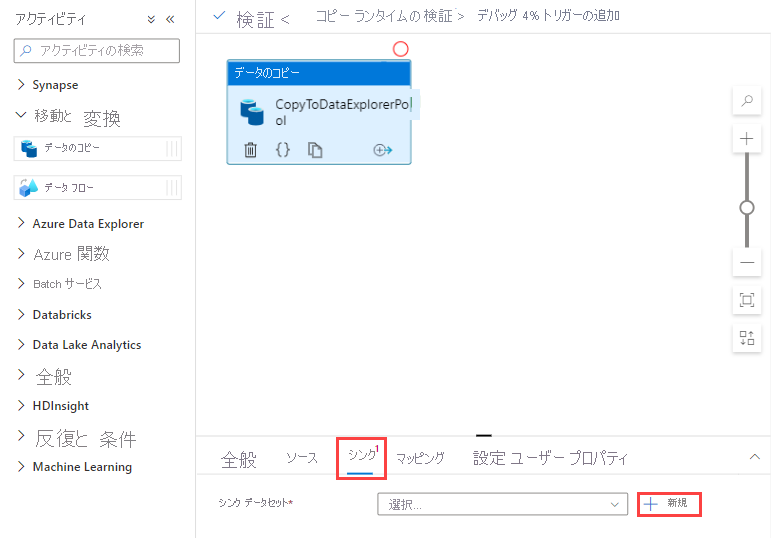 アクティビティ
検証 <
コピー ランタイムの検証 >
デバッグ 4% トリガーの追加
アクティビティの検索
Synapse
移動と 変換
データのコピー
データ フロー
Azure Data Explorer
Azure 関数
Batch サービス
Databricks
Data Lake Analytics
全般
HDInsight
反復と 条件
Machine Learning
データのコピー
CopyToDataExplorerPo
ol
全般
ソース
シンク1
マッピング
設定 ユーザー プロパティ
シンク データセット*
選択...
新規